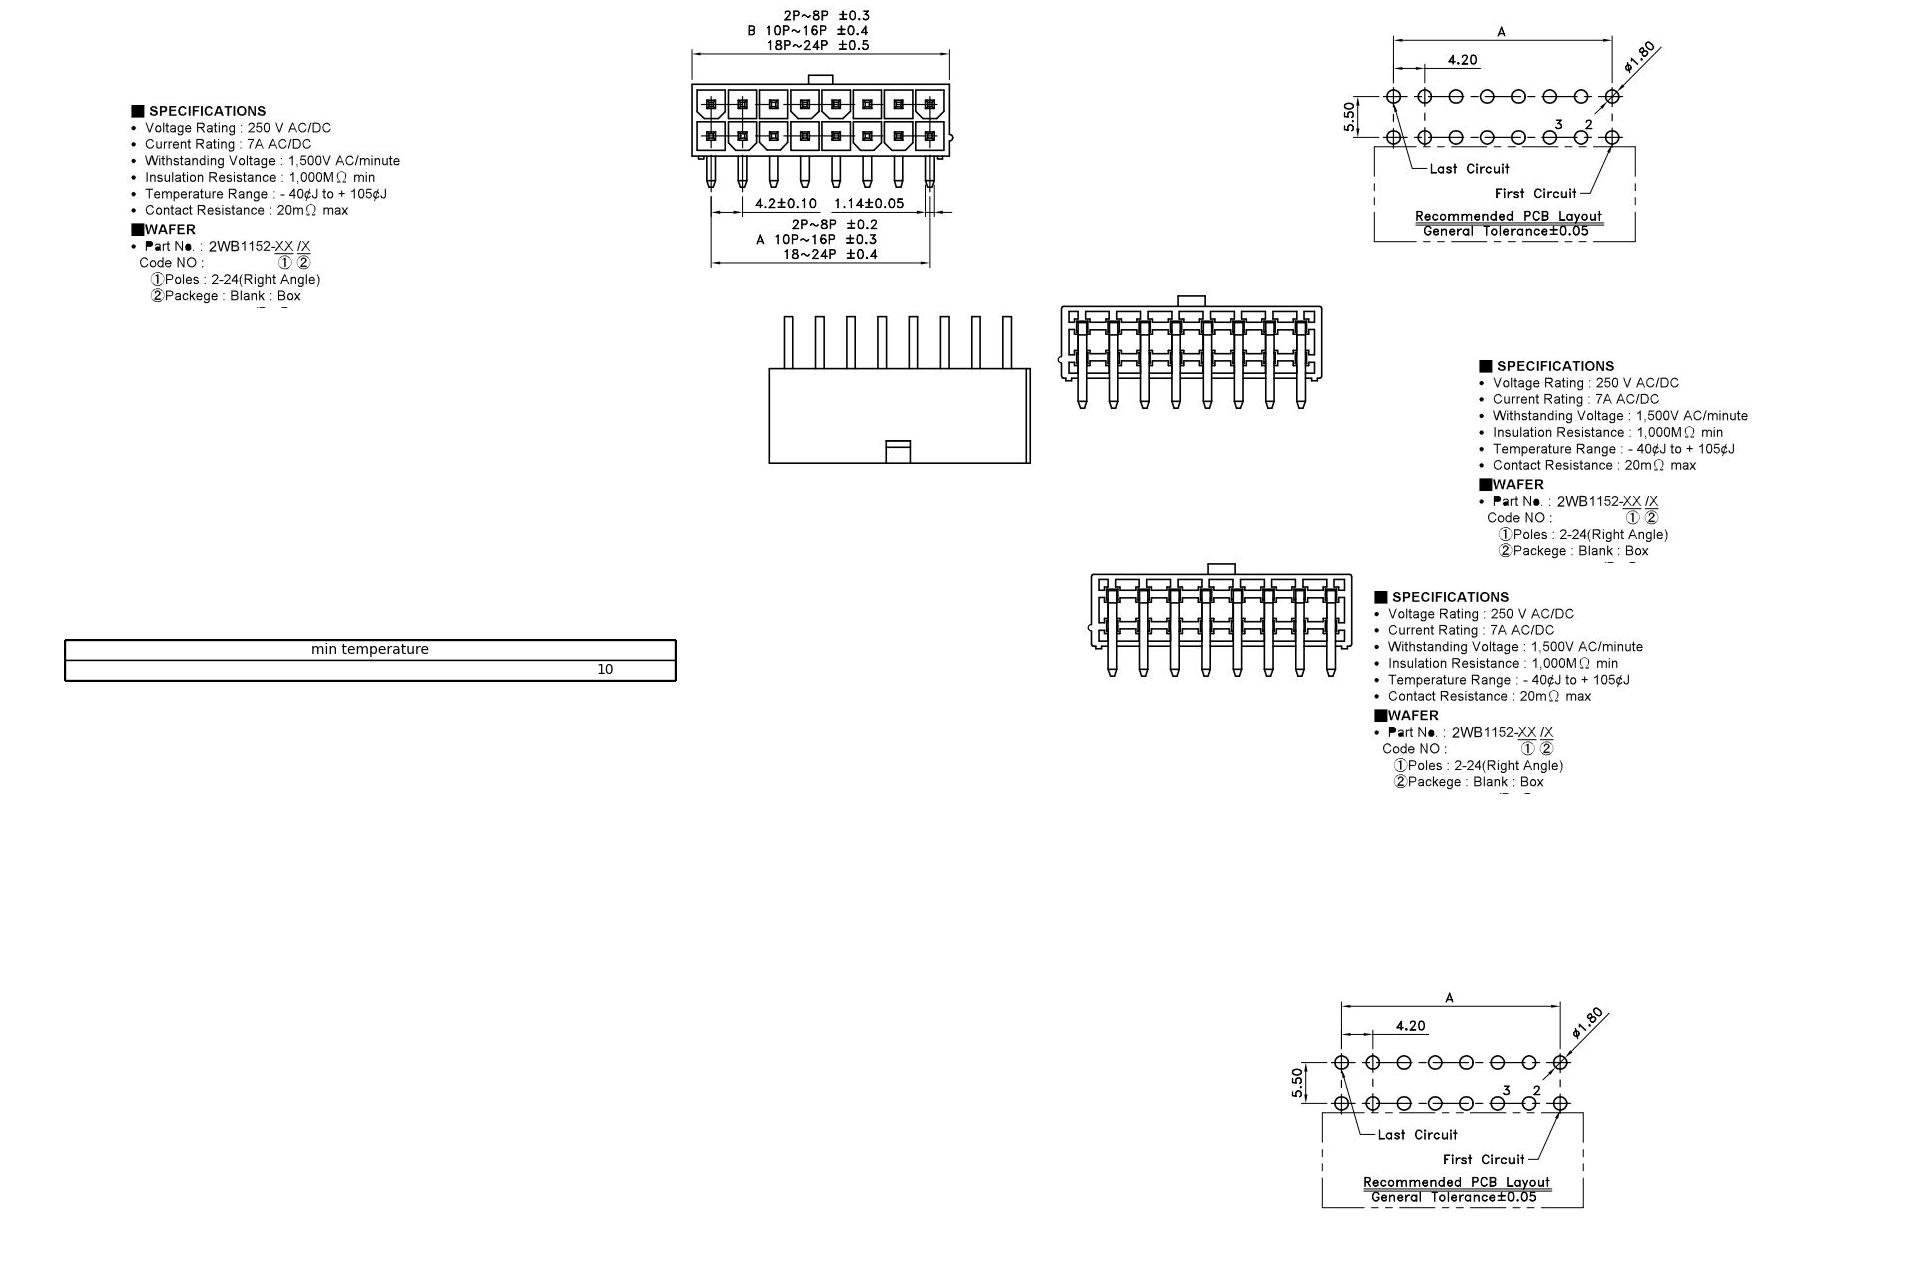 2P~8P ±0.3
B 10P~16P ±0.4
18P~24P ±0.5
4.2±0.10 1.14±0.05
2P~8P ±0.2
A 10P~16P ±0.3
18~24P ±0.4
A
4.20
ø1.80
5.50
3 2
Last Circuit
First Circuit
Recommended PCB Layout
General Tolerance±0.05
■ SPECIFICATIONS
• Voltage Rating : 250 V AC/DC
• Current Rating : 7A AC/DC
• Withstanding Voltage : 1,500V AC/minute
• Insulation Resistance : 1,000MΩ min
• Temperature Range : - 40¢J to + 105¢J
• Contact Resistance : 20mΩ max
■WAFER
• Part No. : 2WB1152-XX /X
Code NO : ① ②
①Poles : 2-24(Right Angle)
②Packege : Blank : Box
■ SPECIFICATIONS
• Voltage Rating : 250 V AC/DC
• Current Rating : 7A AC/DC
• Withstanding Voltage : 1,500V AC/minute
• Insulation Resistance : 1,000MΩ min
• Temperature Range : - 40¢J to + 105¢J
• Contact Resistance : 20mΩ max
■WAFER
• Part No. : 2WB1152-XX /X
Code NO : ① ②
①Poles : 2-24(Right Angle)
②Packege : Blank : Box
■ SPECIFICATIONS
• Voltage Rating : 250 V AC/DC
• Current Rating : 7A AC/DC
• Withstanding Voltage : 1,500V AC/minute
• Insulation Resistance : 1,000MΩ min
• Temperature Range : - 40¢J to + 105¢J
• Contact Resistance : 20mΩ max
■WAFER
• Part No. : 2WB1152-XX /X
Code NO : ① ②
①Poles : 2-24(Right Angle)
②Packege : Blank : Box
min temperature
10
A
4.20
ø1.80
5.50
3 2
Last Circuit
First Circuit
Recommended PCB Layout
General Tolerance±0.05